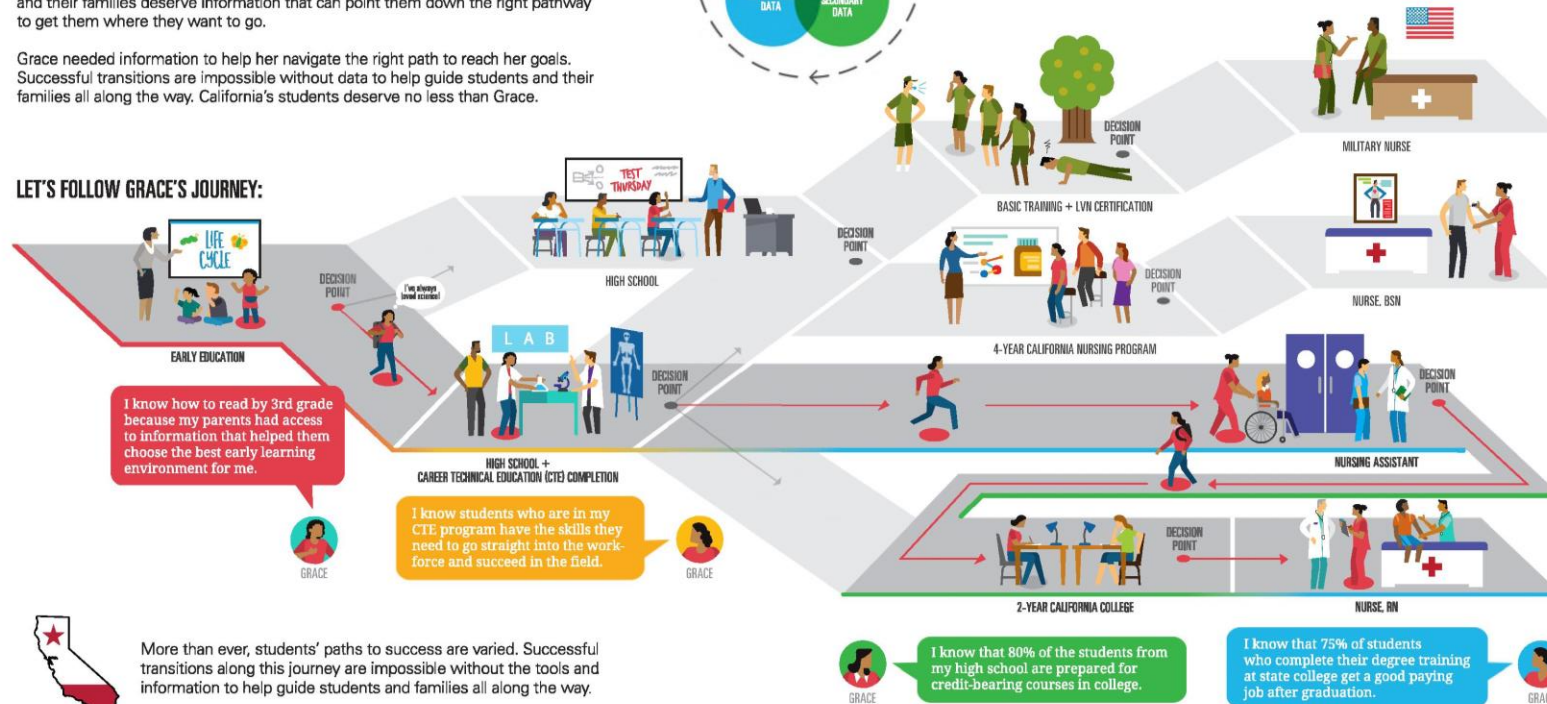 and their families deserve information that can point them down the right pathway
to get them where they want to go.
Grace needed information to help her navigate the right path to reach her goals.
Successful transitions are impossible without data to help guide students and their
families all along the way. California's students deserve no less than Grace.
DATA
SECONDARY
DATA
LET'S FOLLOW GRACE'S JOURNEY:
LIFE
CYCLE
EARLY EDUCATION
DECISION
POINT
I've always
loved science!
TEST
THURSDAY
HIGH SCHOOL
DECISION
POINT
LAB
DECISION
POINT
HIGH SCHOOL +
CAREER TECHNICAL EDUCATION (CTE) COMPLETION
DECISION
POINT
BASIC TRAINING + LVN CERTIFICATION
MILITARY NURSE
DECISION
POINT
4-YEAR CALIFORNIA NURSING PROGRAM
NURSE, BSN
DECISION
POINT
NURSING ASSISTANT
DECISION
POINT
2-YEAR CALIFORNIA COLLEGE
NURSE, RN
I know how to read by 3rd grade
because my parents had access
to information that helped them
choose the best early learning
environment for me.
GRACE
I know students who are in my
CTE program have the skills they
need to go straight into the work-
force and succeed in the field.
GRACE
More than ever, students' paths to success are varied. Successful
transitions along this journey are impossible without the tools and
information to help guide students and families all along the way.
GRACE
I know that 80% of the students from
my high school are prepared for
credit-bearing courses in college.
I know that 75% of students
who complete their degree training
at state college get a good paying
job after graduation.